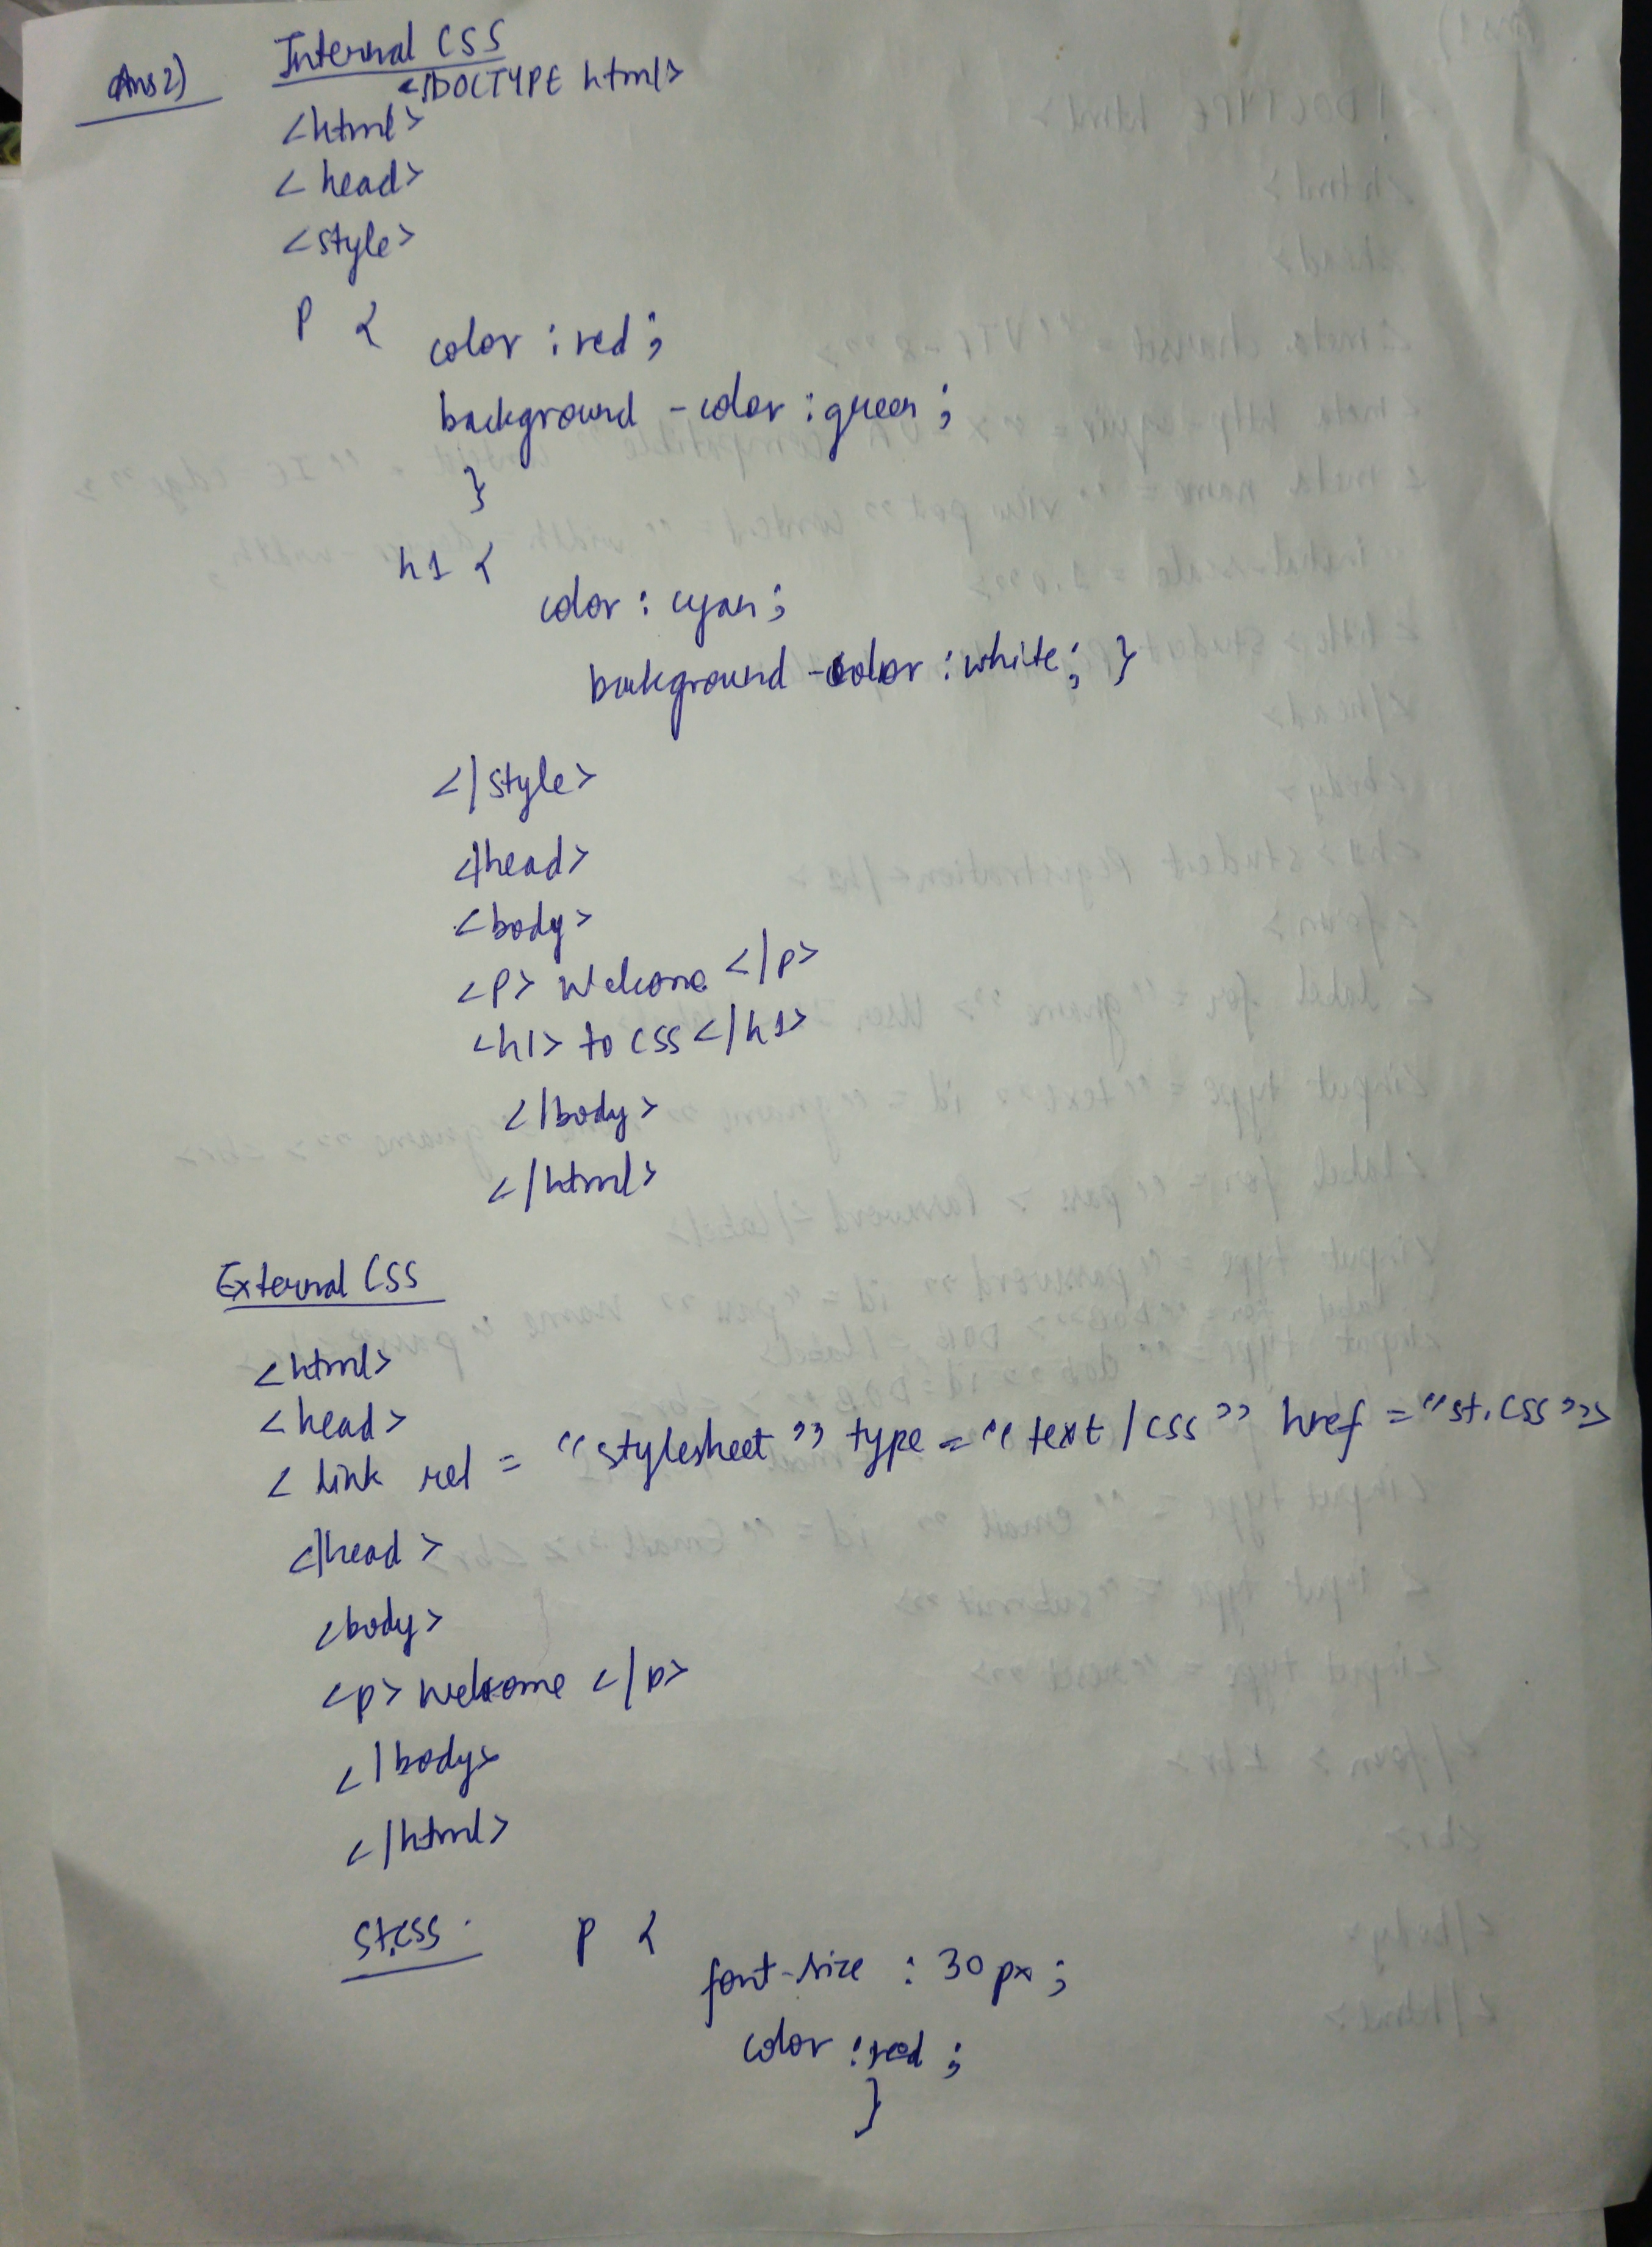 Ans2) Internal CSS
<!DOCTYPE html>
<html>
<head>
<style>
p {
color : red ;
background - color : green ;
}
h1 {
color : cyan ;
background - color : white ; }
</style>
</head>
<body>
<p> Welcome </p>
<h1> to css </h1>
</body>
</html>
External CSS
<html>
<head>
< link rel = "stylesheet" type = "text/css" href = "st.css">
</head>
<body>
<p> welcome </p>
</body>
</html>
st.css. p {
font-size : 30px ;
color : red ;
}